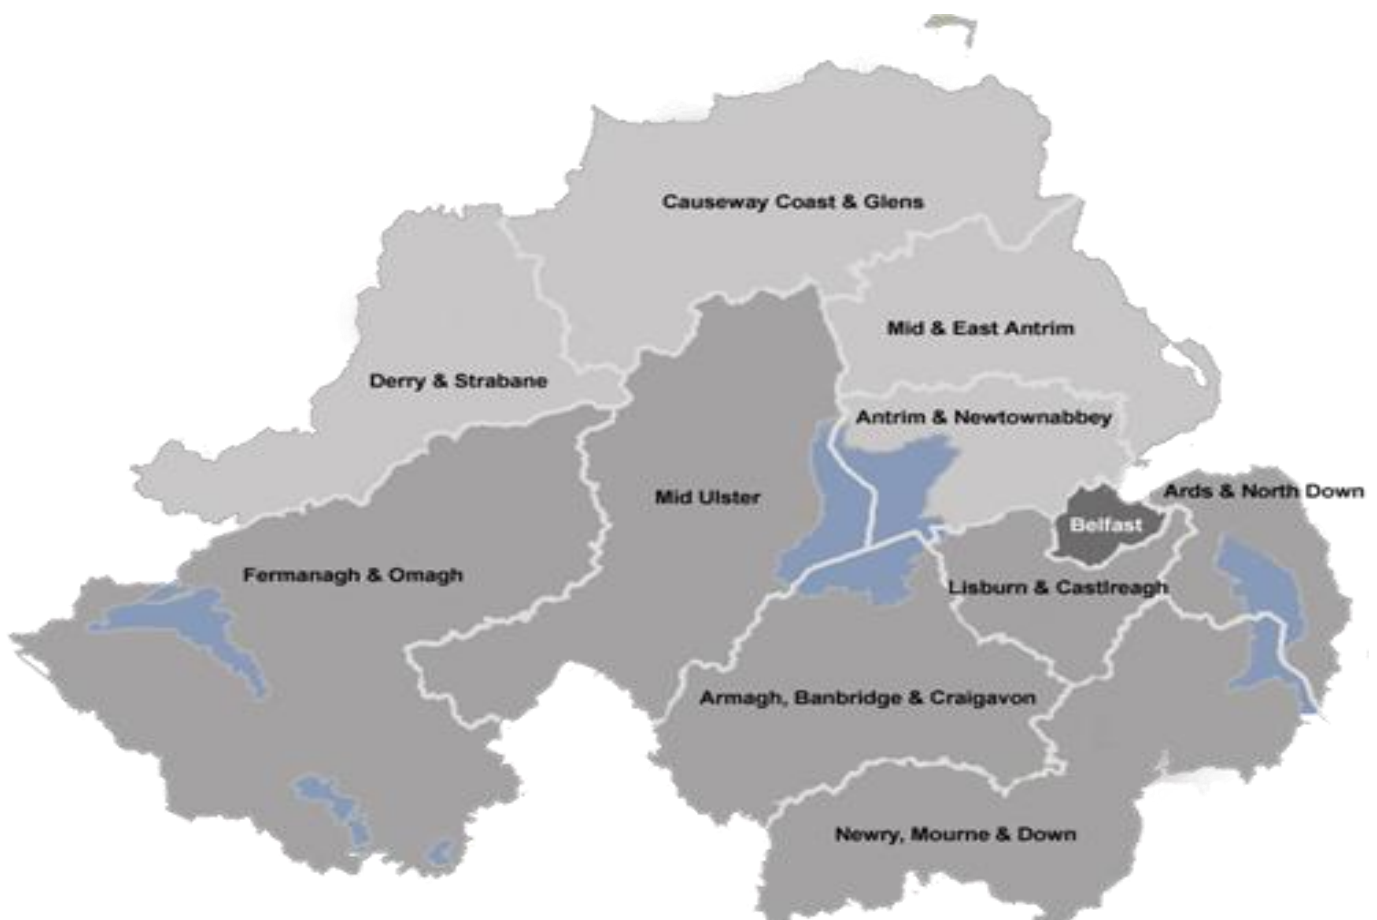 Causeway Coast & Glens
Mid & East Antrim
Derry & Strabane
Antrim & Newtownabbey
Mid Ulster
Ards & North Down
Belfast
Fermanagh & Omagh
Lisburn & Castlreagh
Armagh, Banbridge & Craigavon
Newry, Mourne & Down